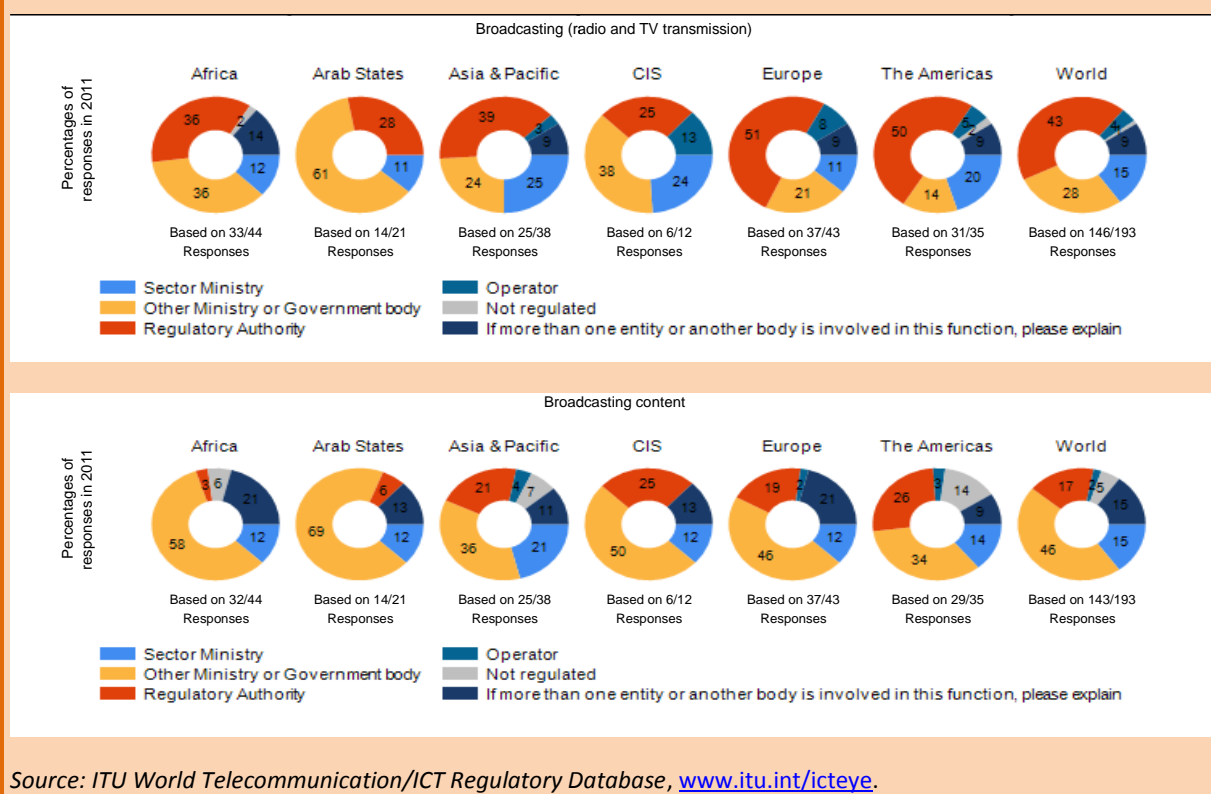 Broadcasting (radio and TV transmission)
Percentages of
responses in 2011
Africa Arab States Asia & Pacific CIS Europe The Americas World
36 2 14 12 36
28 11 61
39 3 9 25 24
25 13 24 38
51 8 9 11 21
50 5 2 9 20 14
43 4 9 15 28
Based on 33/44 Based on 14/21 Based on 25/38 Based on 6/12 Based on 37/43 Based on 31/35 Based on 146/193
Responses Responses Responses Responses Responses Responses Responses
Sector Ministry Operator
Other Ministry or Government body Not regulated
Regulatory Authority If more than one entity or another body is involved in this function, please explain
Broadcasting content
Percentages of
responses in 2011
Africa Arab States Asia & Pacific CIS Europe The Americas World
3 6 21 12 58
6 13 12 69
21 4 7 11 21 36
25 13 12 50
19 2 21 12 46
26 3 14 9 14 34
17 2 5 15 15 46
Based on 32/44 Based on 14/21 Based on 25/38 Based on 6/12 Based on 37/43 Based on 29/35 Based on 143/193
Responses Responses Responses Responses Responses Responses Responses
Sector Ministry Operator
Other Ministry or Government body Not regulated
Regulatory Authority If more than one entity or another body is involved in this function, please explain
Source: ITU World Telecommunication/ICT Regulatory Database, www.itu.int/icteye.